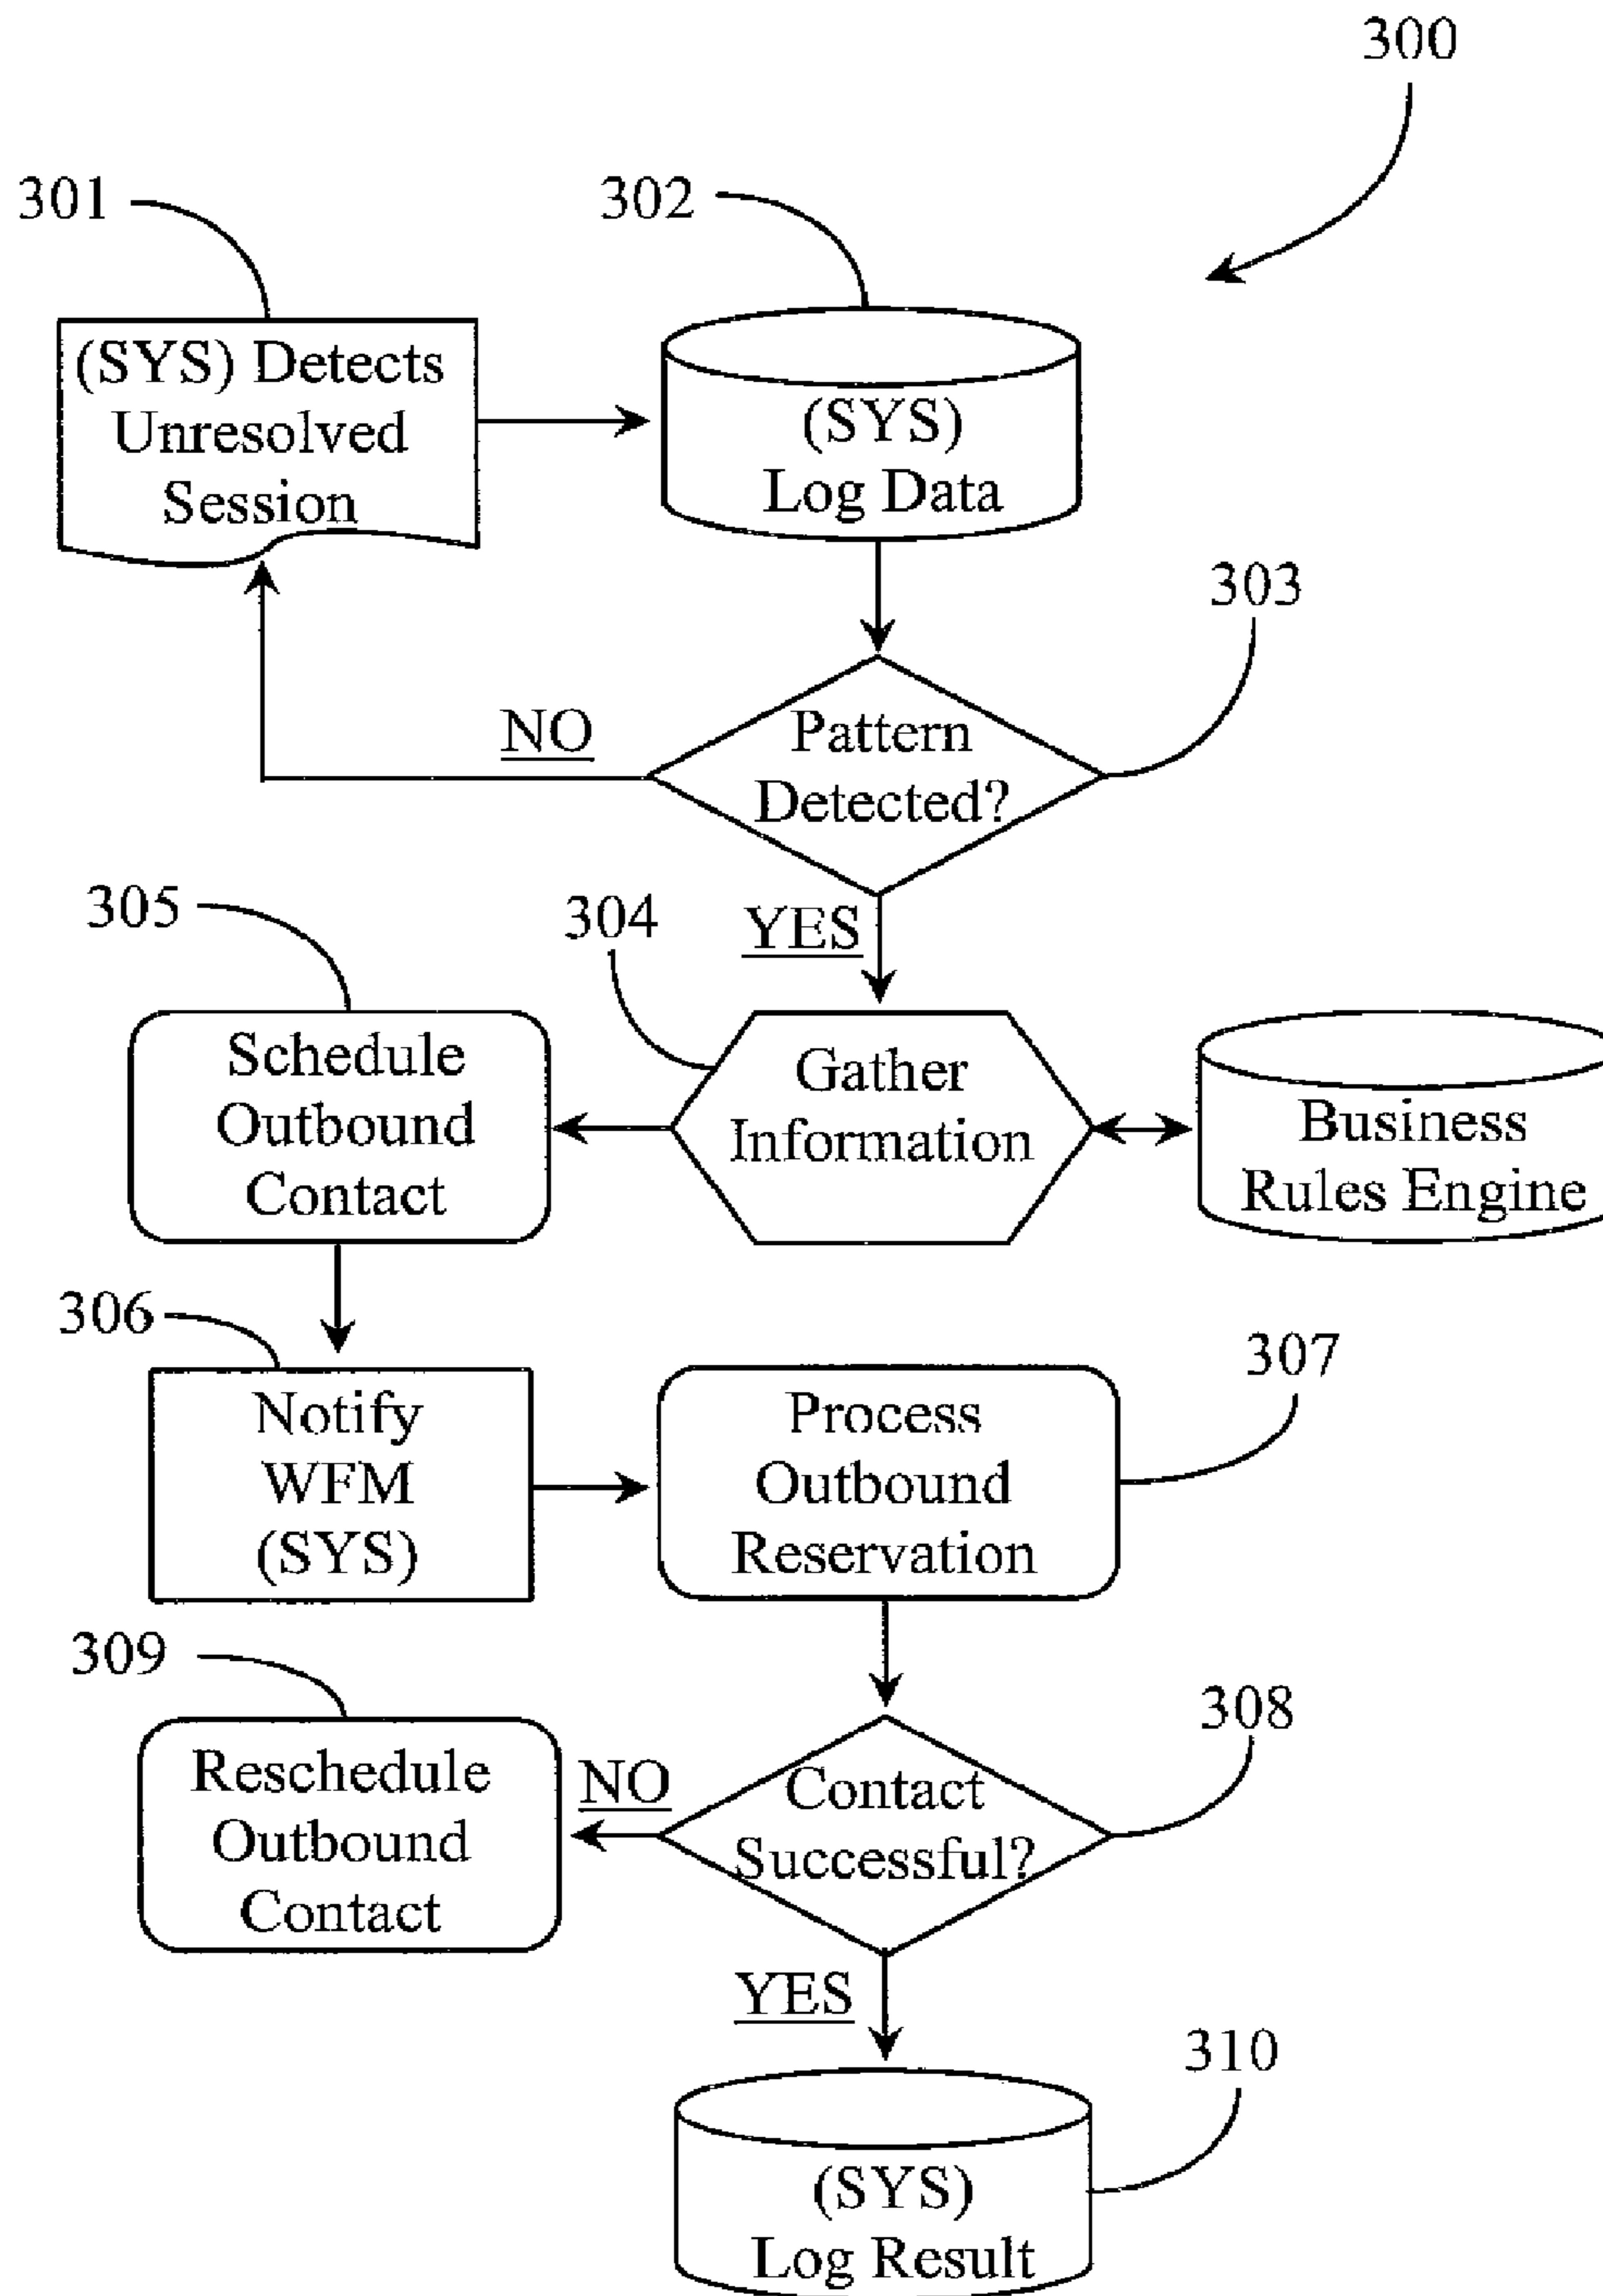 300
301
302
(SYS) Detects
Unresolved
Session
(SYS)
Log Data
303
Pattern
Detected?
NO
YES
305
304
Schedule
Outbound
Contact
Gather
Information
Business
Rules Engine
306
307
Notify
WFM
(SYS)
Process
Outbound
Reservation
309
308
Reschedule
Outbound
Contact
NO
Contact
Successful?
YES
310
(SYS)
Log Result